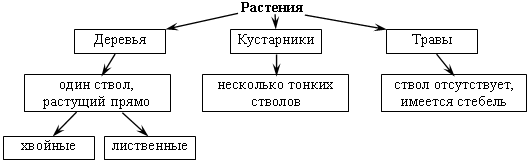 Растения
Деревья
Кустарники
Травы
один ствол,
растущий прямо
несколько тонких
стволов
ствол отсутствует,
имеется стебель
хвойные
лиственные